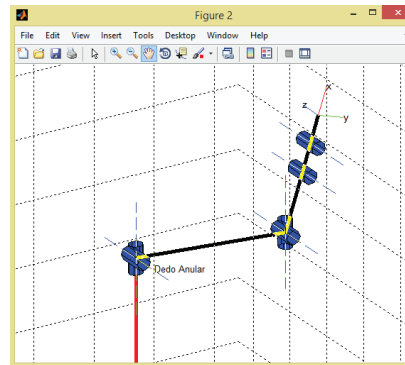 Figure 2
File Edit View Insert Tools Desktop Window Help
x
z
y
Dedo Anular